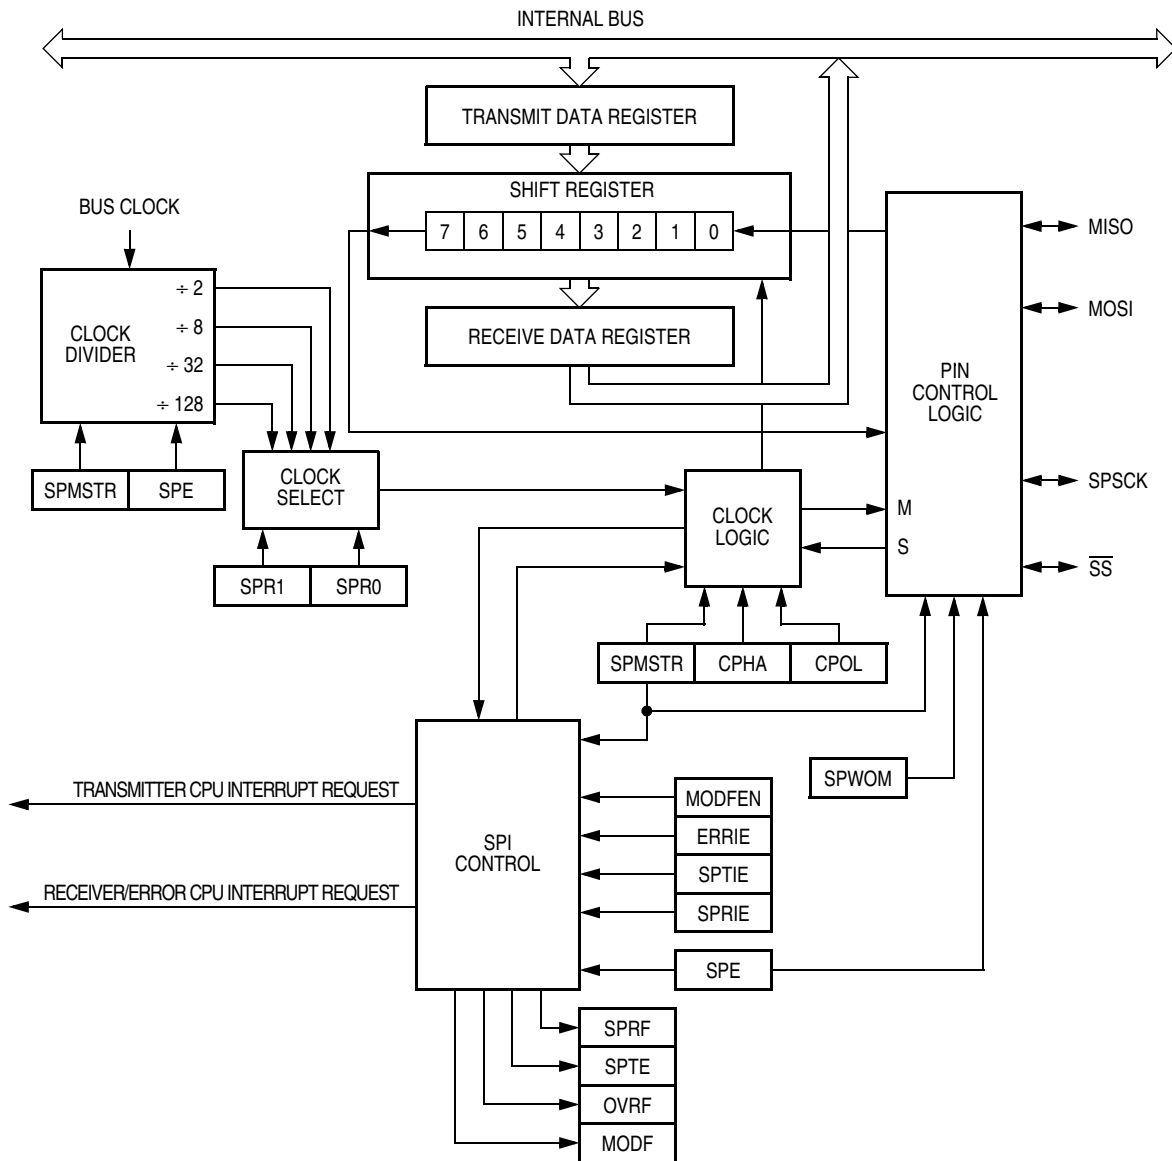 INTERNAL BUS
TRANSMIT DATA REGISTER
SHIFT REGISTER
7 6 5 4 3 2 1 0
RECEIVE DATA REGISTER
BUS CLOCK
CLOCK
DIVIDER
÷ 2
÷ 8
÷ 32
÷ 128
SPMSTR SPE
CLOCK
SELECT
SPR1 SPR0
CLOCK
LOGIC
SPMSTR CPHA CPOL
PIN
CONTROL
LOGIC
M
S
MISO
MOSI
SPSCK
SS
SPWOM
TRANSMITTER CPU INTERRUPT REQUEST
RECEIVER/ERROR CPU INTERRUPT REQUEST
SPI
CONTROL
MODFEN
ERRIE
SPTIE
SPRIE
SPE
SPRF
SPTE
OVRF
MODF